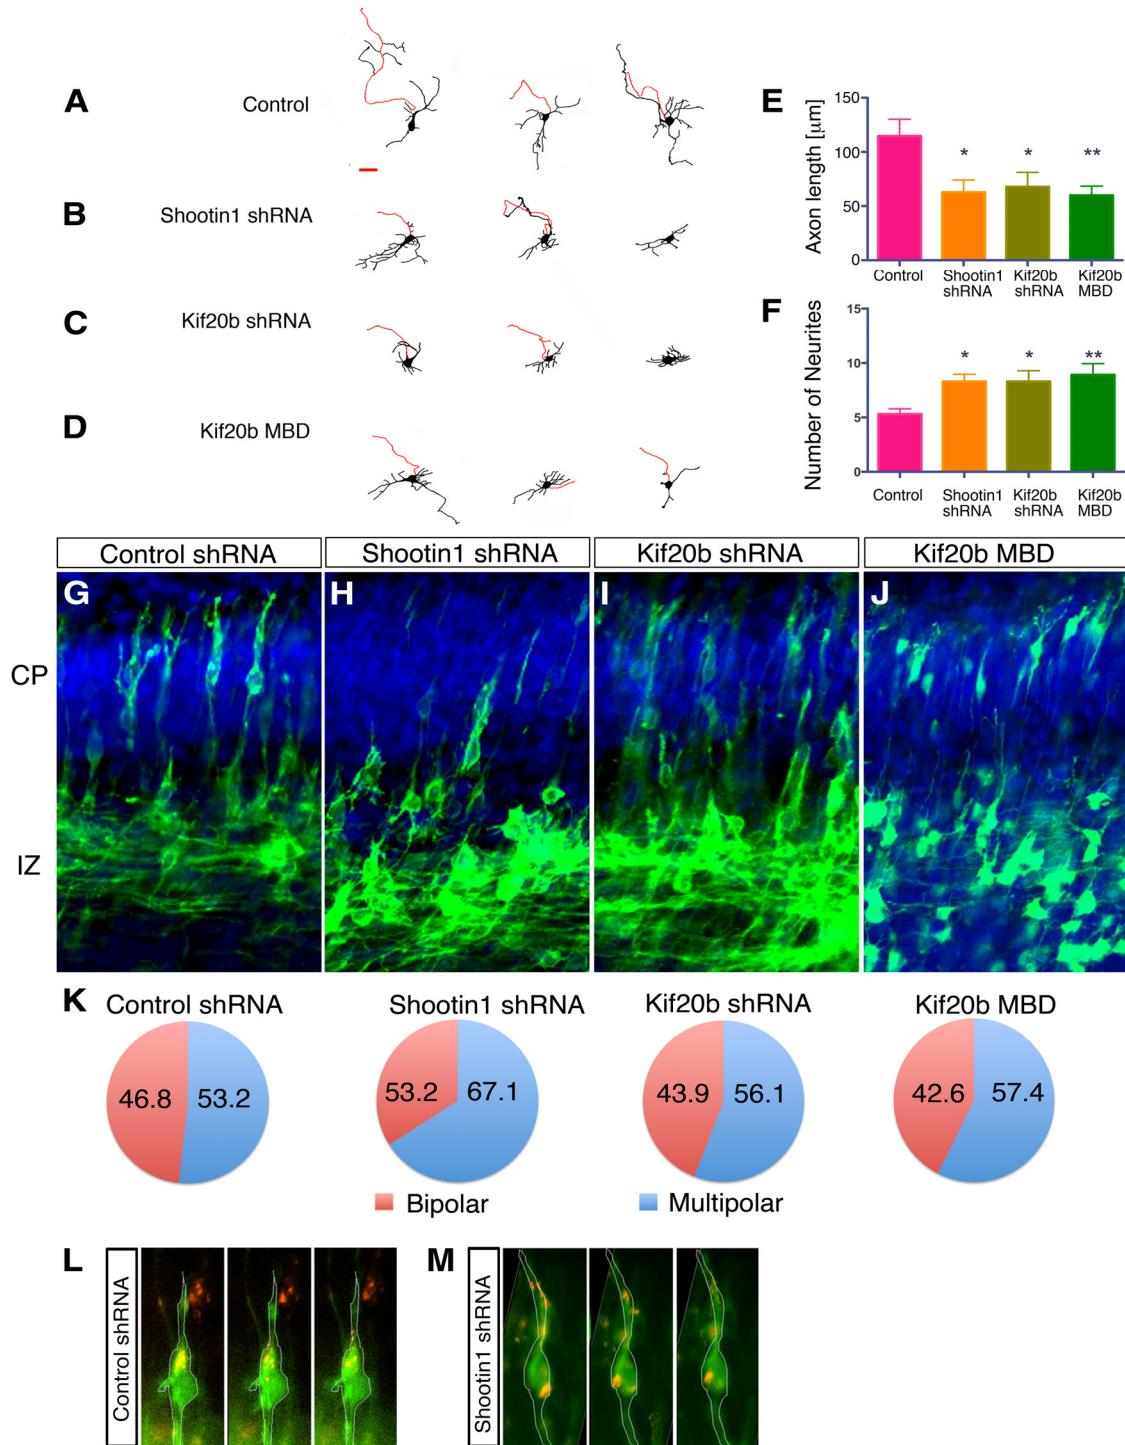 A
Control
B
Shootin1 shRNA
C
Kif20b shRNA
D
Kif20b MBD
E
Axon length [µm]
150
100
50
0
*
*
**
Control
Shootin1 shRNA
Kif20b shRNA
Kif20b MBD
F
Number of Neurites
15
10
5
0
*
*
**
Control
Shootin1 shRNA
Kif20b shRNA
Kif20b MBD
Control shRNA
Shootin1 shRNA
Kif20b shRNA
Kif20b MBD
G
H
I
J
CP
IZ
K
Control shRNA
Shootin1 shRNA
Kif20b shRNA
Kif20b MBD
46.8
53.2
53.2
67.1
43.9
56.1
42.6
57.4
Bipolar
Multipolar
L
Control shRNA
M
Shootin1 shRNA